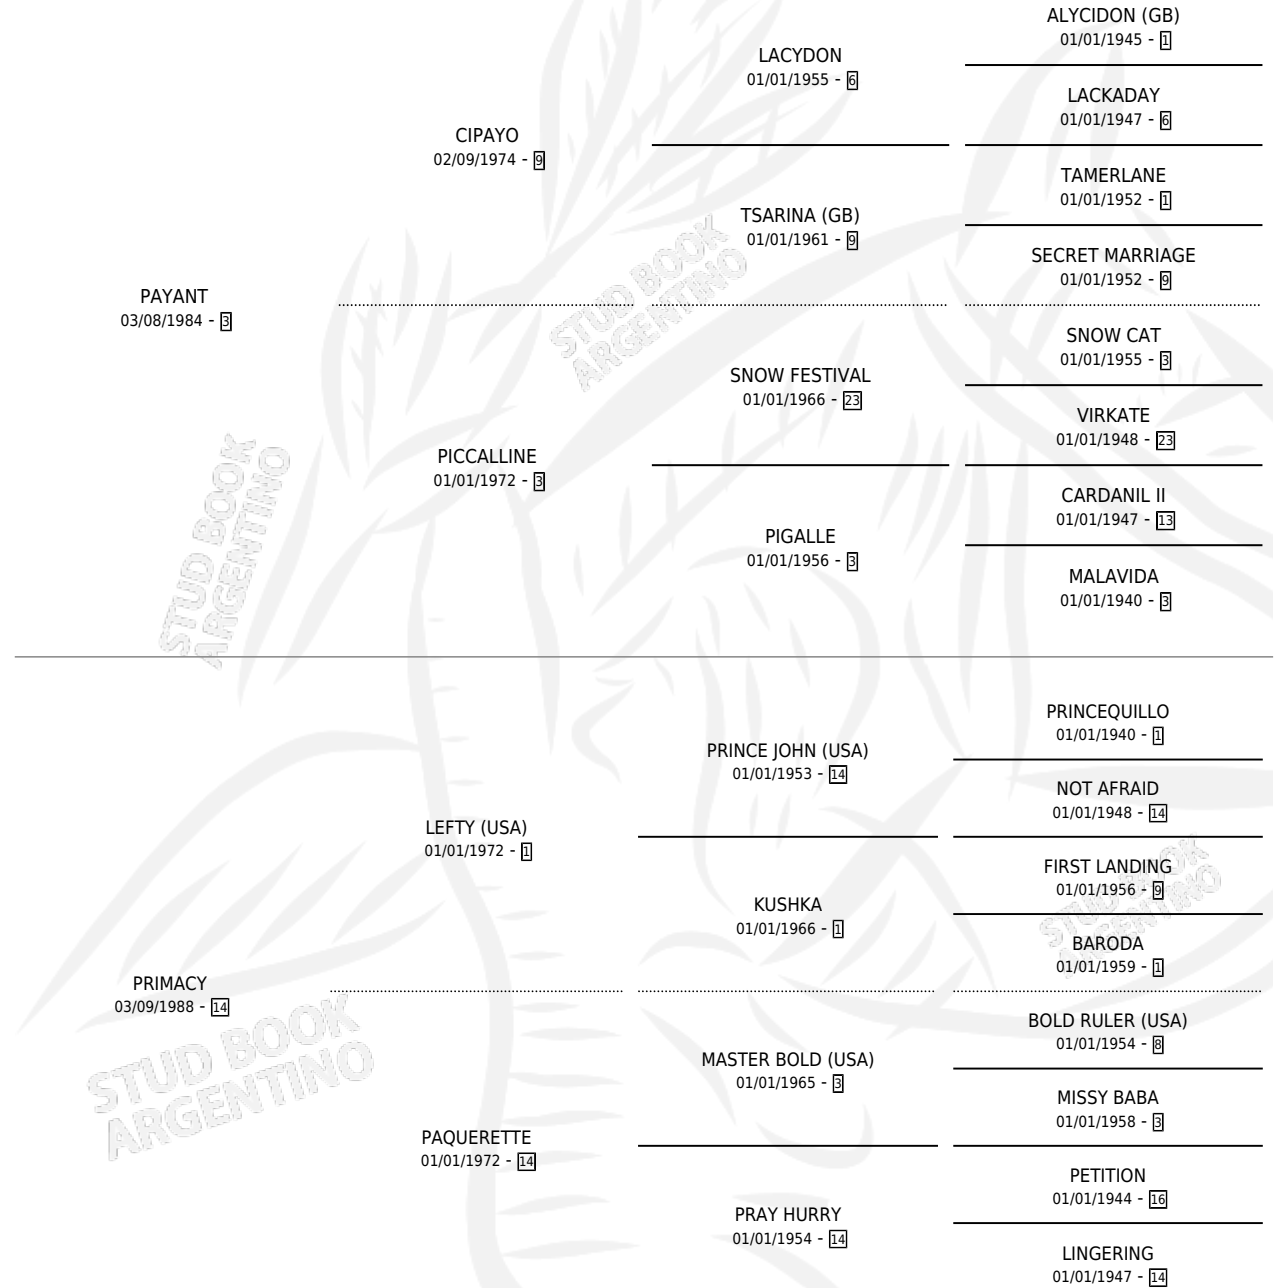 ALYCIDON (GB)
01/01/1945 - 1
LACYDON
01/01/1955 - 6
LACKADAY
01/01/1947 - 6
CIPAYO
02/09/1974 - 9
TAMERLANE
01/01/1952 - 1
TSARINA (GB)
01/01/1961 - 9
SECRET MARRIAGE
01/01/1952 - 9
PAYANT
03/08/1984 - 3
STUD BOOK
ARGENTINO
SNOW CAT
01/01/1955 - 3
SNOW FESTIVAL
01/01/1966 - 23
VIRKATE
01/01/1948 - 23
PICCALLINE
01/01/1972 - 3
CARDANIL II
01/01/1947 - 13
PIGALLE
01/01/1956 - 3
MALAVIDA
01/01/1940 - 3
STUD BOOK
ARGENTINO
PRINCEQUILLO
01/01/1940 - 1
PRINCE JOHN (USA)
01/01/1953 - 14
NOT AFRAID
01/01/1948 - 14
LEFTY (USA)
01/01/1972 - 1
FIRST LANDING
01/01/1956 - 9
KUSHKA
01/01/1966 - 1
BARODA
01/01/1959 - 1
STUD BOOK
ARGENTINO
PRIMACY
03/09/1988 - 14
BOLD RULER (USA)
01/01/1954 - 8
MASTER BOLD (USA)
01/01/1965 - 3
MISSY BABA
01/01/1958 - 3
STUD BOOK
ARGENTINO
PAQUERETTE
01/01/1972 - 14
PETITION
01/01/1944 - 16
PRAY HURRY
01/01/1954 - 14
LINGERING
01/01/1947 - 14